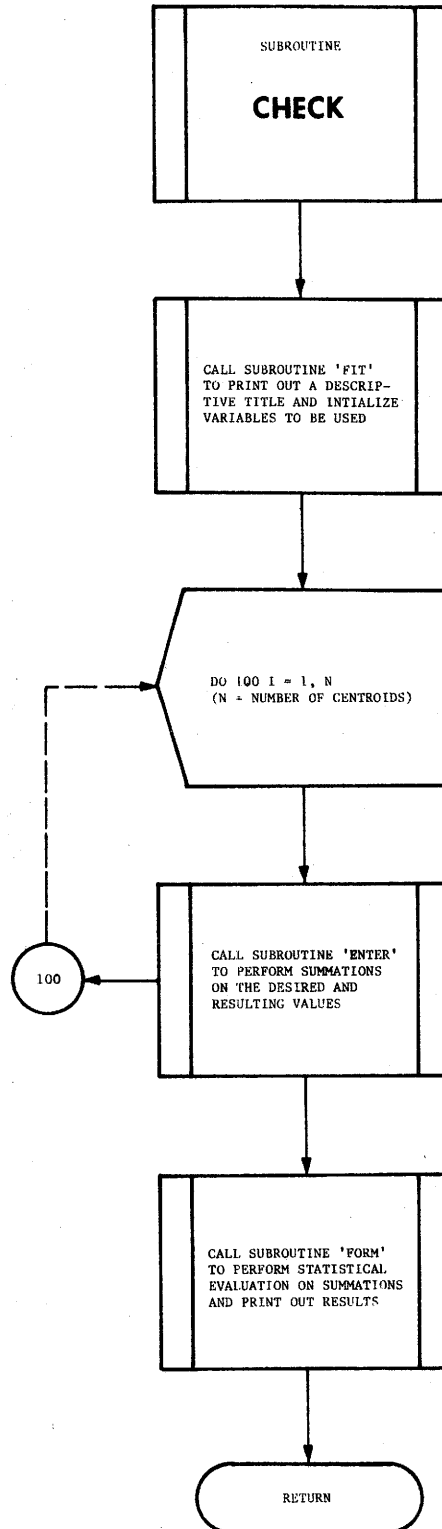 SUBROUTINE
CHECK
CALL SUBROUTINE 'FIT'
TO PRINT OUT A DESCRIP-
TIVE TITLE AND INTIALIZE
VARIABLES TO BE USED
DO 100 I = 1, N
(N = NUMBER OF CENTROIDS)
CALL SUBROUTINE 'ENTER'
TO PERFORM SUMMATIONS
ON THE DESIRED AND
RESULTING VALUES
100
CALL SUBROUTINE 'FORM'
TO PERFORM STATISTICAL
EVALUATION ON SUMMATIONS
AND PRINT OUT RESULTS
RETURN